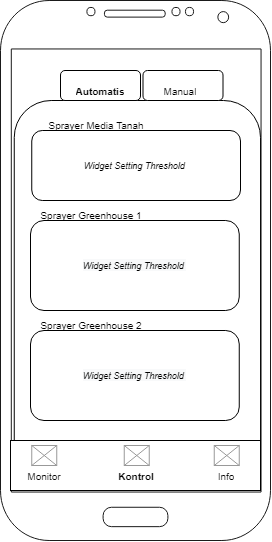 Automatis
Manual
Sprayer Media Tanah
Widget Setting Threshold
Sprayer Greenhouse 1
Widget Setting Threshold
Sprayer Greenhouse 2
Widget Setting Threshold
Monitor
Kontrol
Info